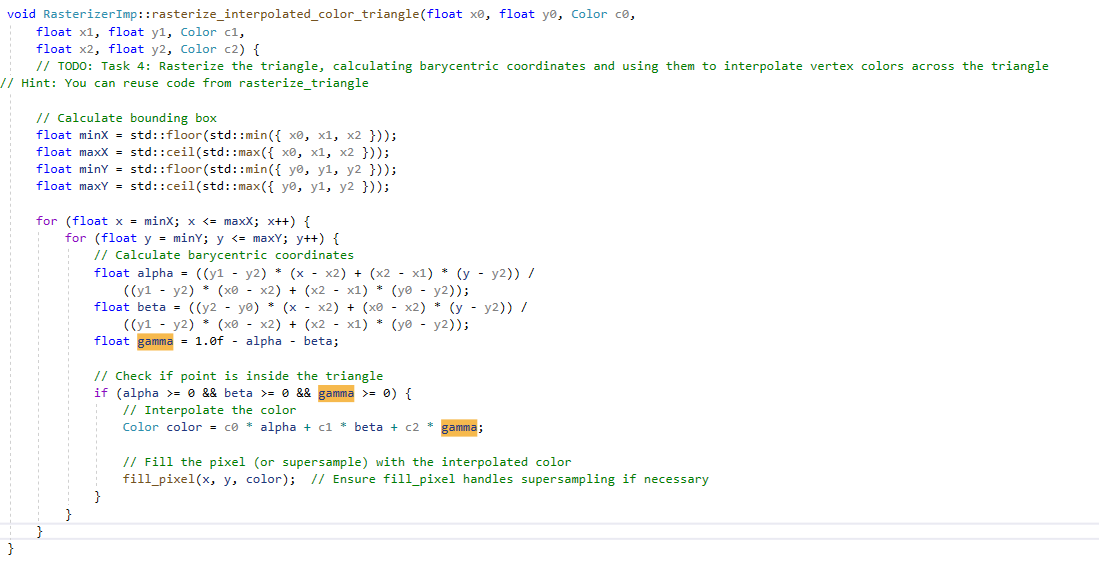 void RasterizerImp::rasterize_interpolated_color_triangle(float x0, float y0, Color c0,
    float x1, float y1, Color c1,
    float x2, float y2, Color c2) {
    // TODO: Task 4: Rasterize the triangle, calculating barycentric coordinates and using them to interpolate vertex colors across the triangle
// Hint: You can reuse code from rasterize_triangle

    // Calculate bounding box
    float minX = std::floor(std::min({ x0, x1, x2 }));
    float maxX = std::ceil(std::max({ x0, x1, x2 }));
    float minY = std::floor(std::min({ y0, y1, y2 }));
    float maxY = std::ceil(std::max({ y0, y1, y2 }));

    for (float x = minX; x <= maxX; x++) {
        for (float y = minY; y <= maxY; y++) {
            // Calculate barycentric coordinates
            float alpha = ((y1 - y2) * (x - x2) + (x2 - x1) * (y - y2)) /
                ((y1 - y2) * (x0 - x2) + (x2 - x1) * (y0 - y2));
            float beta = ((y2 - y0) * (x - x2) + (x0 - x2) * (y - y2)) /
                ((y1 - y2) * (x0 - x2) + (x2 - x1) * (y0 - y2));
            float gamma = 1.0f - alpha - beta;

            // Check if point is inside the triangle
            if (alpha >= 0 && beta >= 0 && gamma >= 0) {
                // Interpolate the color
                Color color = c0 * alpha + c1 * beta + c2 * gamma;

                // Fill the pixel (or supersample) with the interpolated color
                fill_pixel(x, y, color);  // Ensure fill_pixel handles supersampling if necessary
            }
        }
    }
}